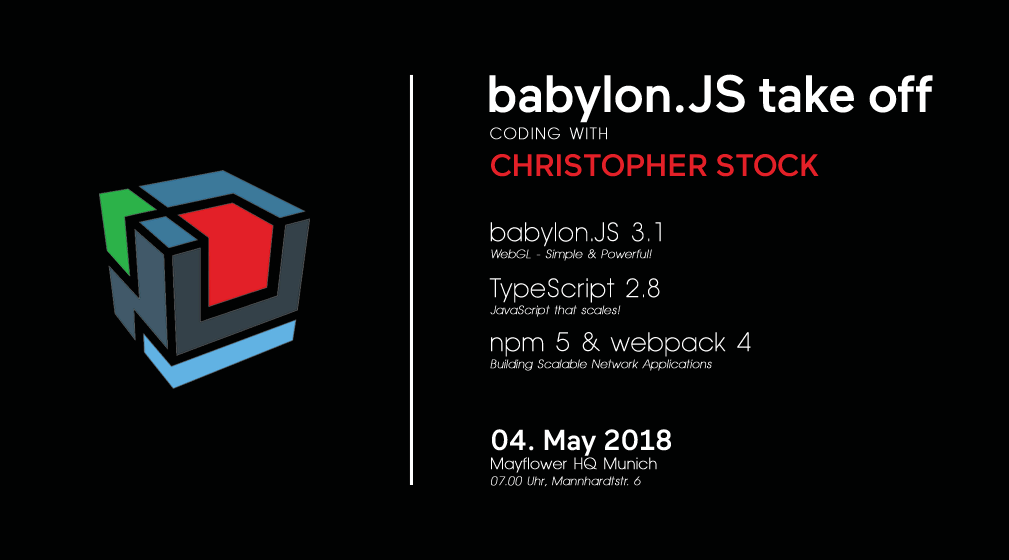 babylon.JS take off
CODING WITH
CHRISTOPHER STOCK
babylon.JS 3.1
WebGL - Simple & Powerful!
TypeScript 2.8
JavaScript that scales!
npm 5 & webpack 4
Building Scalable Network Applications
04. May 2018
Mayflower HQ Munich
07.00 Uhr, Mannhardtstr. 6